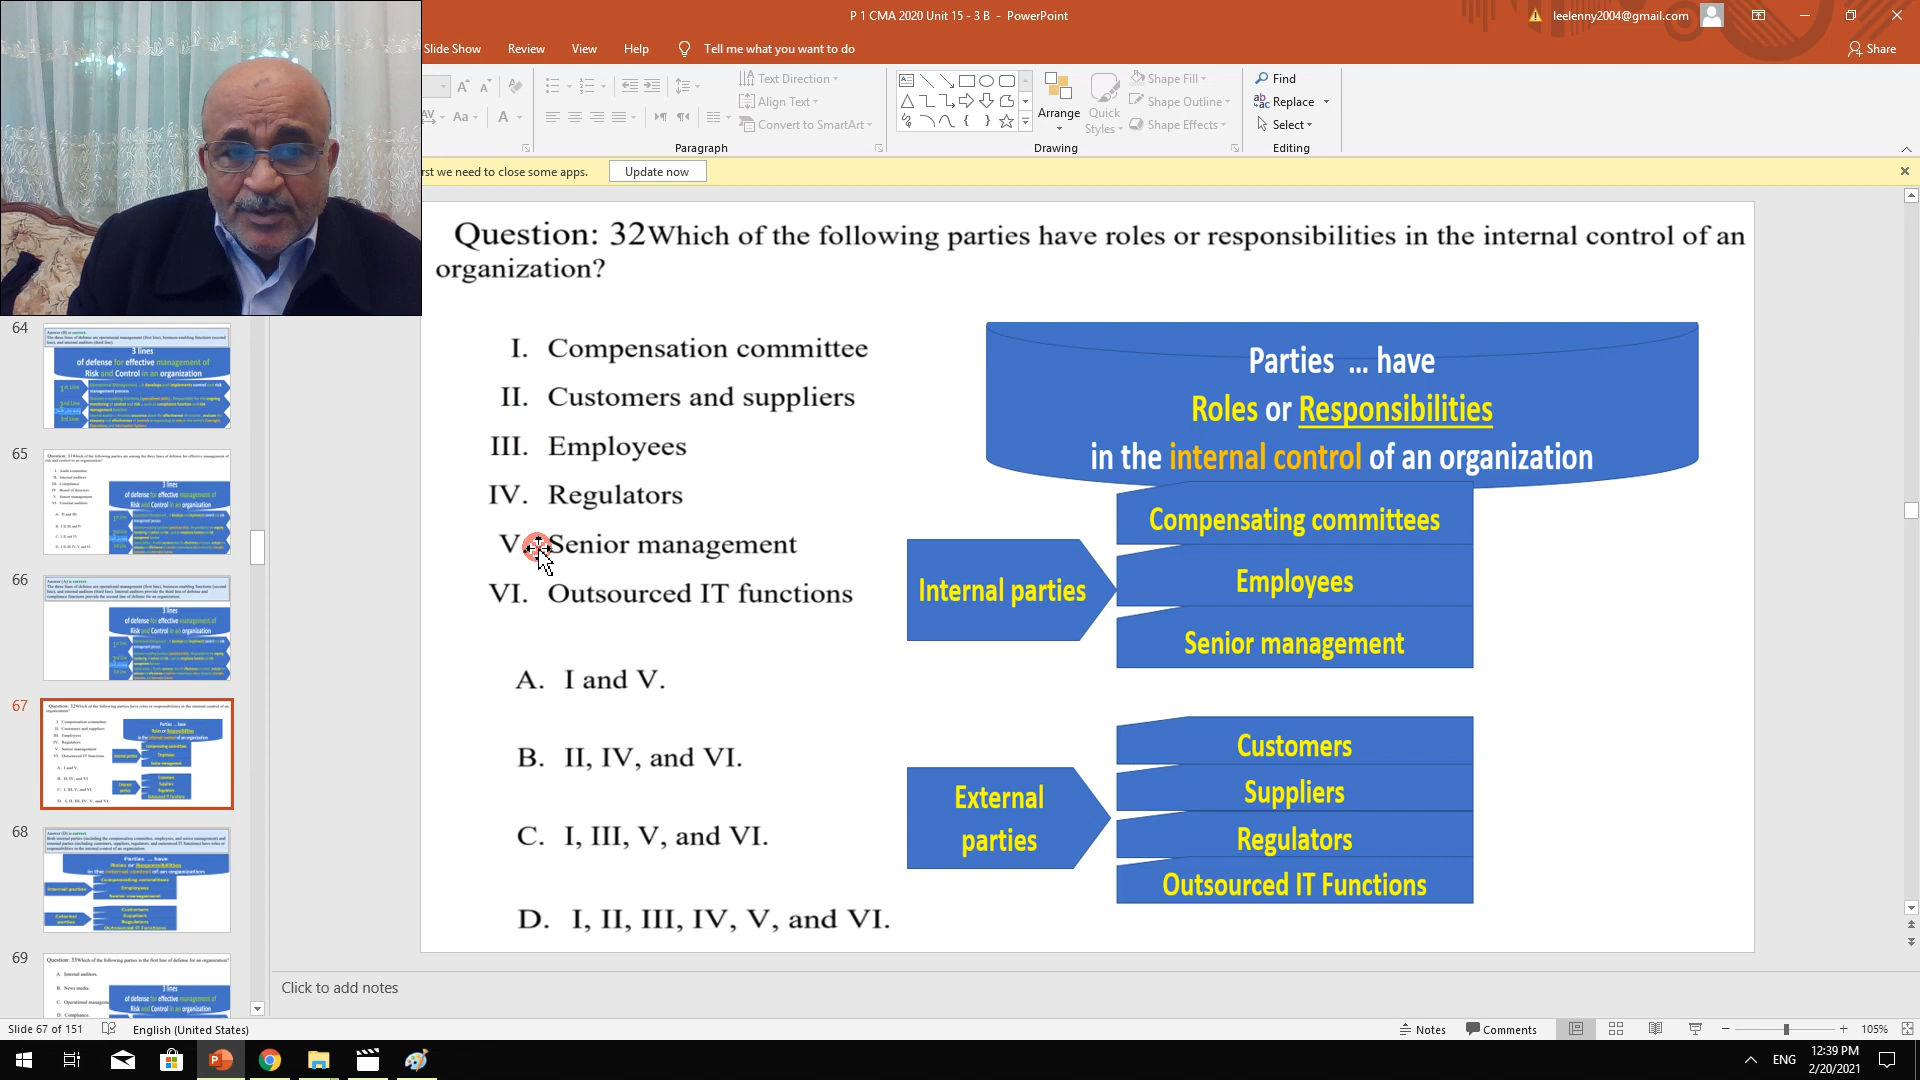 P 1 CMA 2020 Unit 15 - 3 B - PowerPoint
leelenny2004@gmail.com
Slide Show
Review
View
Help
Tell me what you want to do
Share
Text Direction
Align Text
Convert to SmartArt
Paragraph
Arrange
Quick
Styles
Shape Fill
Shape Outline
Shape Effects
Drawing
Find
Replace
Select
Editing
rst we need to close some apps.
Update now
64
65
66
67
68
69
Question: 32Which of the following parties have roles or responsibilities in the internal control of an
organization?
I. Compensation committee
II. Customers and suppliers
III. Employees
IV. Regulators
V. Senior management
VI. Outsourced IT functions
A. I and V.
B. II, IV, and VI.
C. I, III, V, and VI.
D. I, II, III, IV, V, and VI.
Parties ... have
Roles or Responsibilities
in the internal control of an organization
Internal parties
Compensating committees
Employees
Senior management
External
parties
Customers
Suppliers
Regulators
Outsourced IT Functions
Click to add notes
Slide 67 of 151
English (United States)
Notes
Comments
105%
ENG
12:39 PM
2/20/2021